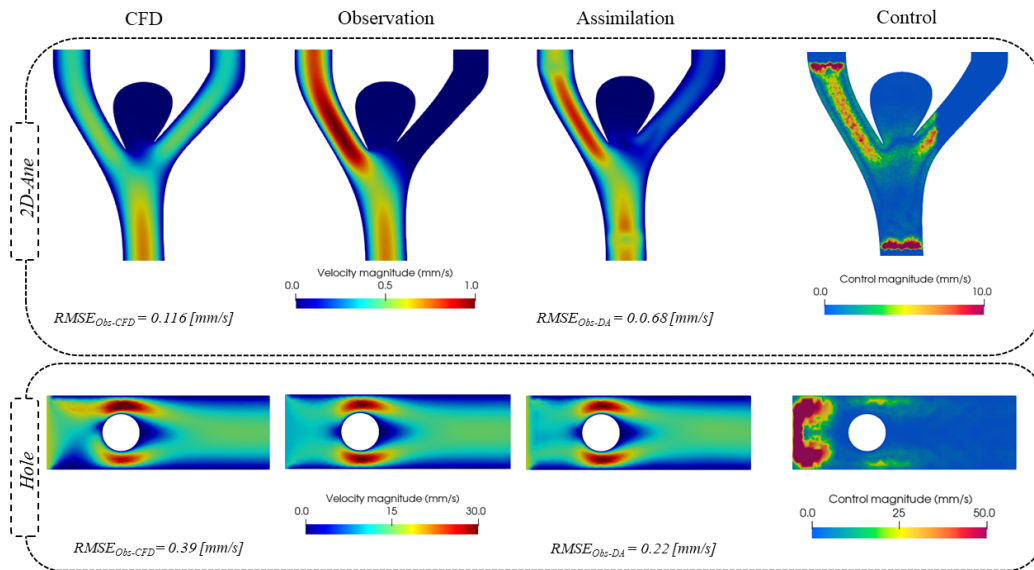 CFD
Observation
Assimilation
Control
2D-Ane
Velocity magnitude (mm/s)
0.0 0.5 1.0
Control magnitude (mm/s)
0.0 10.0
RMSE_Obs-CFD = 0.116 [mm/s]
RMSE_Obs-DA = 0.0.68 [mm/s]
Hole
Velocity magnitude (mm/s)
0.0 15 30.0
Control magnitude (mm/s)
0.0 25 50.0
RMSE_Obs-CFD = 0.39 [mm/s]
RMSE_Obs-DA = 0.22 [mm/s]